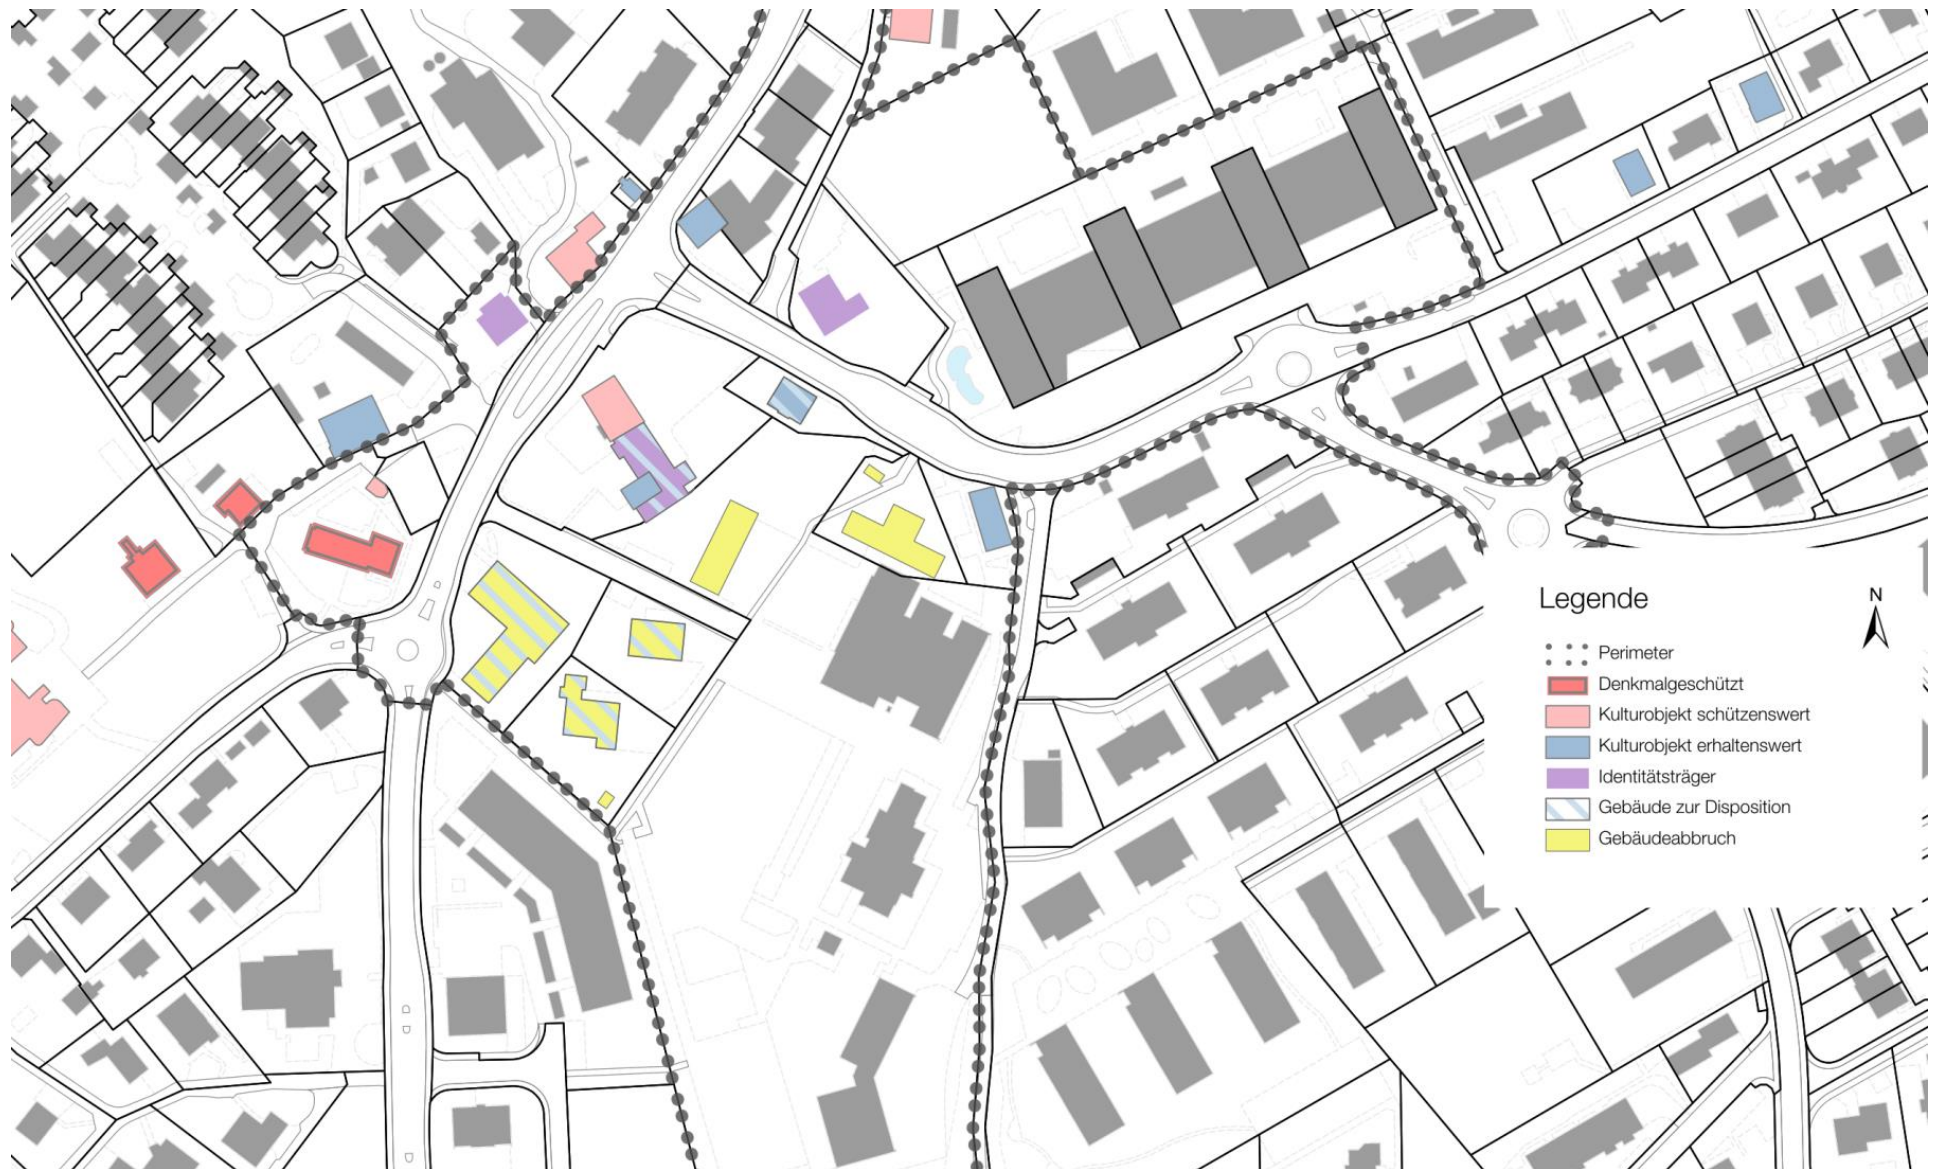 Legende
N
Perimeter
Denkmalgeschützt
Kulturobjekt schützenswert
Kulturobjekt erhaltenswert
Identitätsträger
Gebäude zur Disposition
Gebäudeabbruch